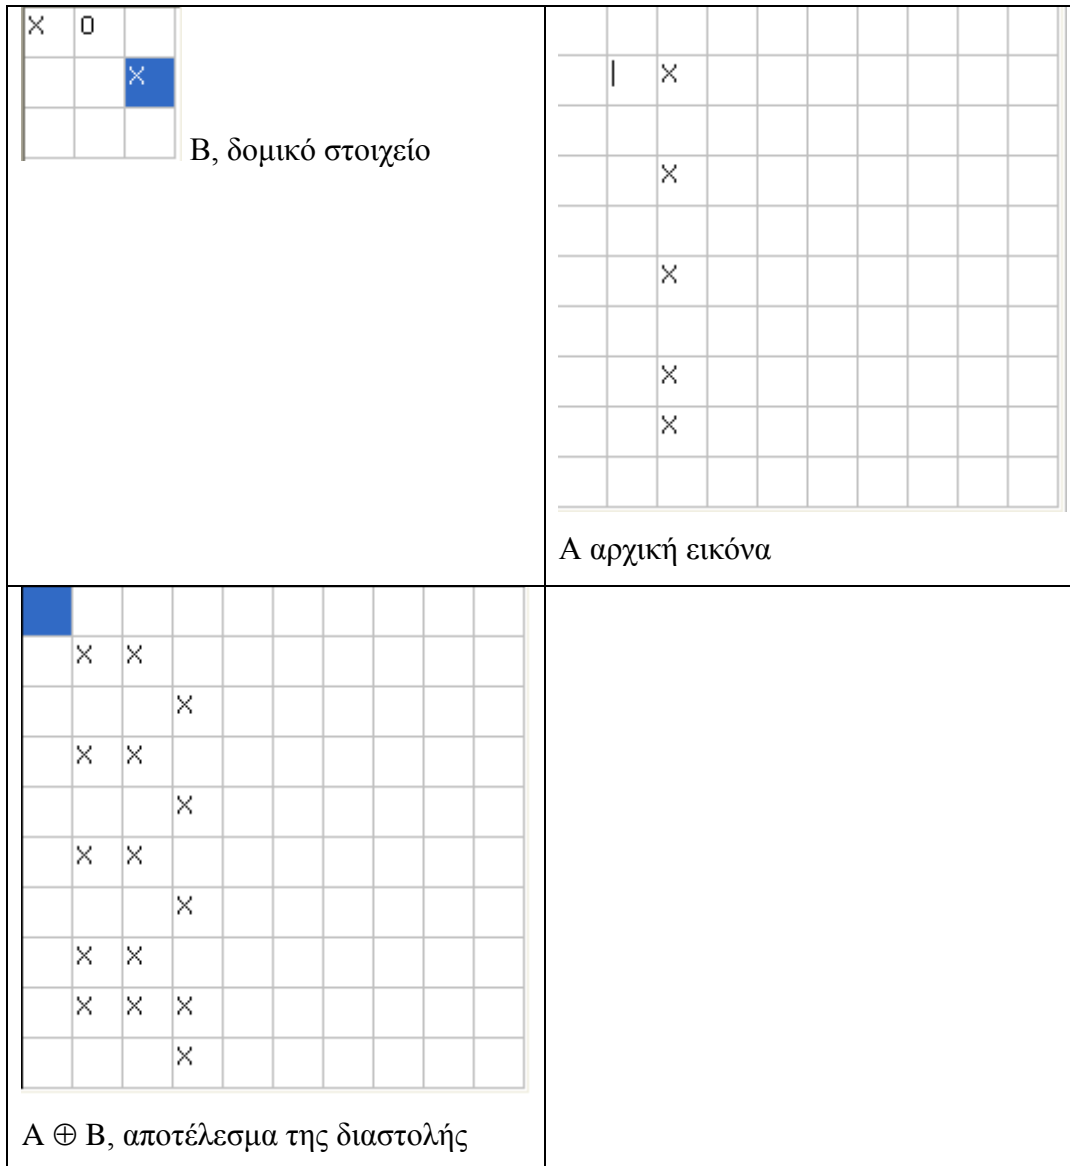 X O
X
B, δομικό στοιχείο
| X
X
X
X
X
Α αρχική εικόνα
X X
X
X X
X
X X
X
X X
X X X
X
Α ⊕ Β, αποτέλεσμα της διαστολής